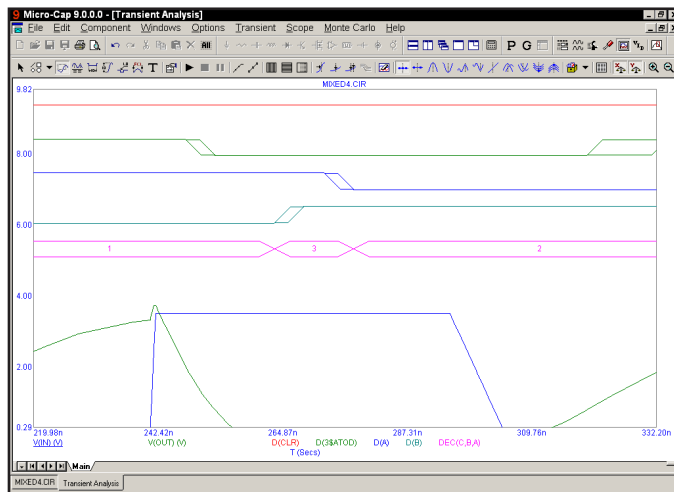 9 Micro-Cap 9.0.0.0 - [Transient Analysis]
File Edit Component Windows Options Transient Scope Monte Carlo Help
All P G
T
MIXED4.CIR
9.82
8.00
6.00
1 3 2
4.00
2.00
0.29
219.98n 242.42n 264.87n 287.31n 309.76n 332.20n
V(IN) (V) V(OUT) (V) D(CLR) D(3$ATOD) D(A) D(B) DEC(C,B,A)
T (Secs)
Main
MIXED4.CIR Transient Analysis